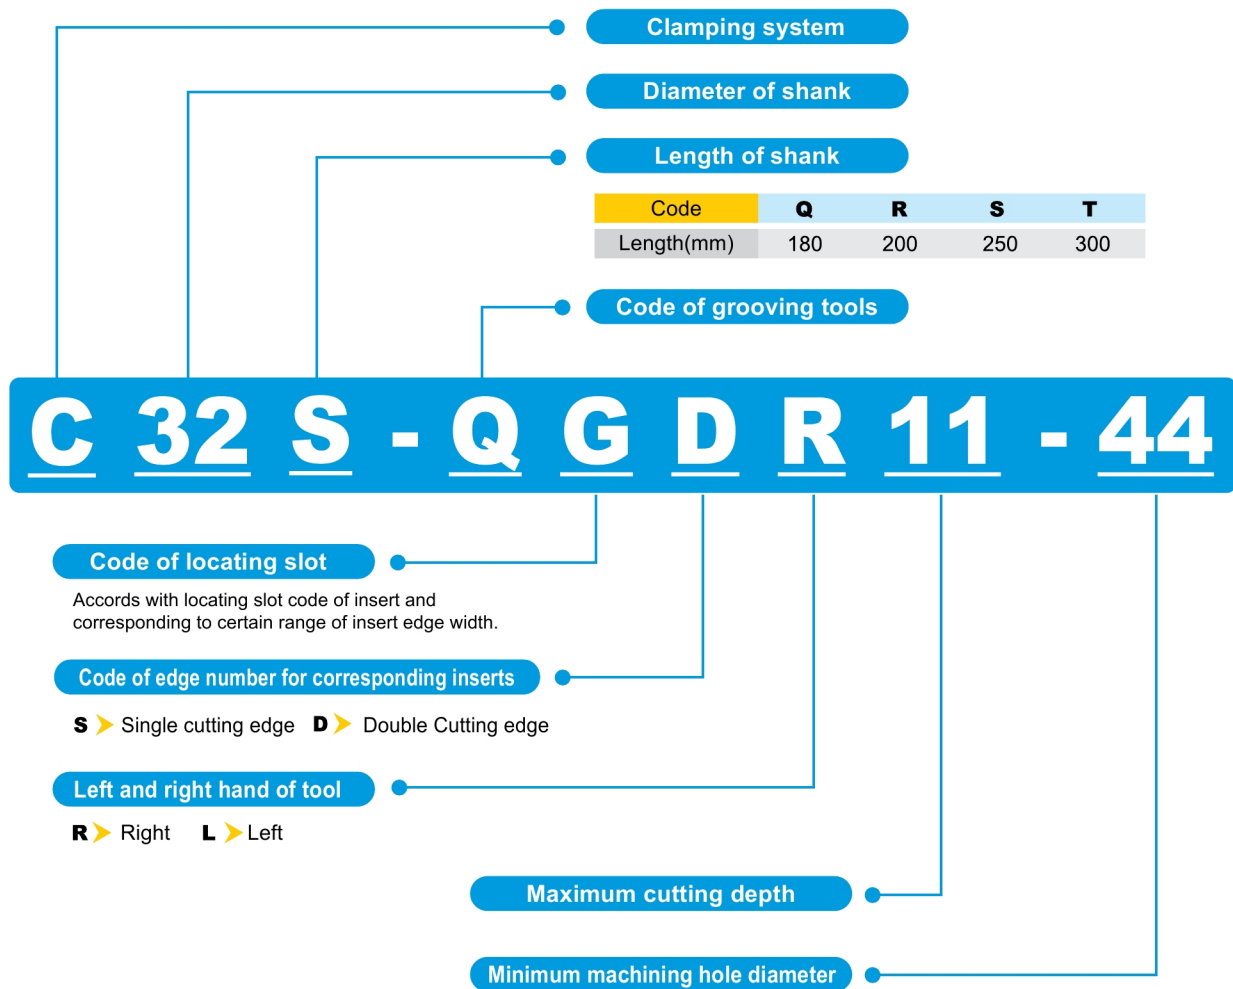 Clamping system
Diameter of shank
Length of shank
Code Q R S T
Length(mm) 180 200 250 300
Code of grooving tools
C 32 S - Q G D R 11 - 44
Code of locating slot
Accords with locating slot code of insert and
corresponding to certain range of insert edge width.
Code of edge number for corresponding inserts
S Single cutting edge D Double Cutting edge
Left and right hand of tool
R Right L Left
Maximum cutting depth
Minimum machining hole diameter